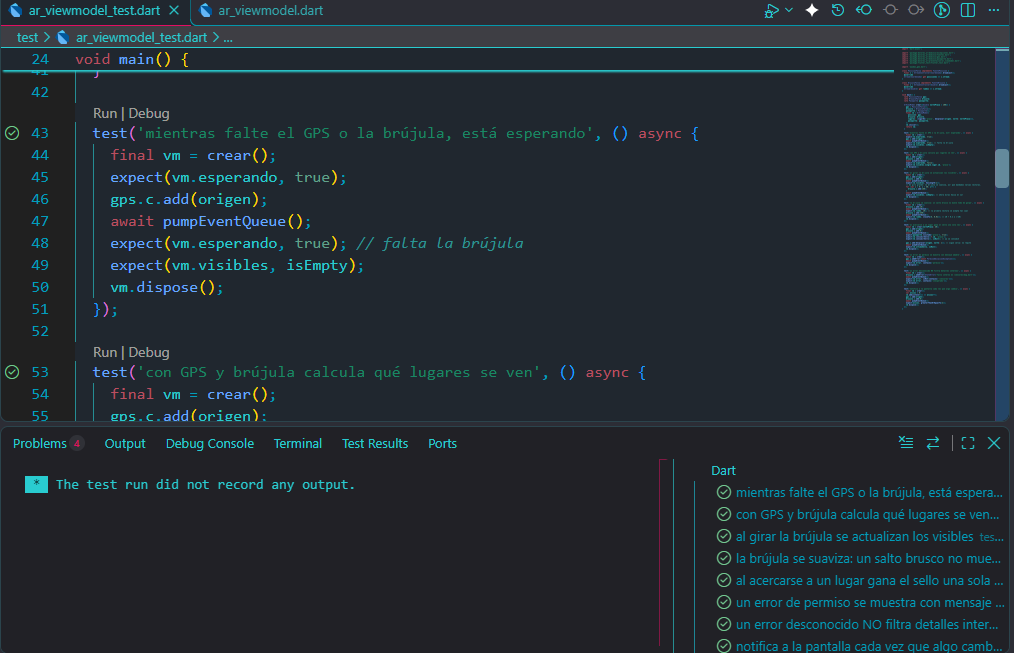 ar_viewmodel_test.dart
ar_viewmodel.dart
test > ar_viewmodel_test.dart > ...
24 void main() {
41 }
42
Run | Debug
43 test('mientras falte el GPS o la brújula, está esperando', () async {
44 final vm = crear();
45 expect(vm.esperando, true);
46 gps.c.add(origen);
47 await pumpEventQueue();
48 expect(vm.esperando, true); // falta la brújula
49 expect(vm.visibles, isEmpty);
50 vm.dispose();
51 });
52
Run | Debug
53 test('con GPS y brújula calcula qué lugares se ven', () async {
54 final vm = crear();
55 gps.c.add(origen);
Problems 4 Output Debug Console Terminal Test Results Ports
* The test run did not record any output.
Dart
mientras falte el GPS o la brújula, está espera...
con GPS y brújula calcula qué lugares se ven...
al girar la brújula se actualizan los visibles tes...
la brújula se suaviza: un salto brusco no mue...
al acercarse a un lugar gana el sello una sola ...
un error de permiso se muestra con mensaje ...
un error desconocido NO filtra detalles inter...
notifica a la pantalla cada vez que algo camb...